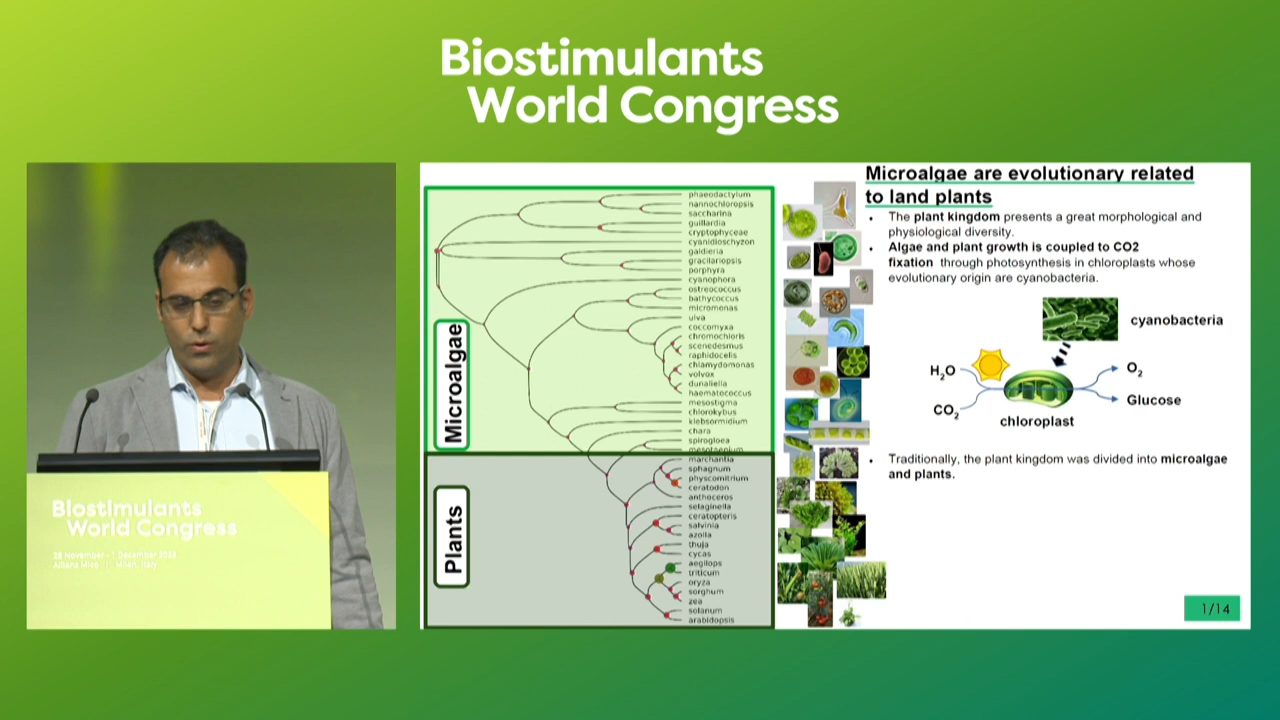 Biostimulants
World Congress
Biostimulants
World Congress
28 November - 1 December 2022
Allianz Mico
Milan, Italy
Microalgae
Plants
phaeodactylum
nannochloropsis
saccharina
guillardia
cryptophyceae
cyanidioschyzon
galdieria
gracilariopsis
porphyra
cyanophora
ostreococcus
bathycoccus
micromonas
ulva
coccomyxa
chromochloris
scenedesmus
raphidocelis
chlamydomonas
volvox
dunaliella
haematococcus
mesostigma
chlorokybus
klebsormidium
chara
spirogloea
mesotaenium
marchantia
sphagnum
physcomitrium
ceratodon
anthoceros
selaginella
ceratopteris
salvinia
azolla
thuja
cycas
aegilops
triticum
oryza
sorghum
zea
solanum
arabidopsis
Microalgae are evolutionary related
to land plants
• The plant kingdom presents a great morphological and
physiological diversity.
• Algae and plant growth is coupled to CO2
fixation through photosynthesis in chloroplasts whose
evolutionary origin are cyanobacteria.
cyanobacteria
H2O
O2
CO2
Glucose
chloroplast
• Traditionally, the plant kingdom was divided into microalgae
and plants.
1/14